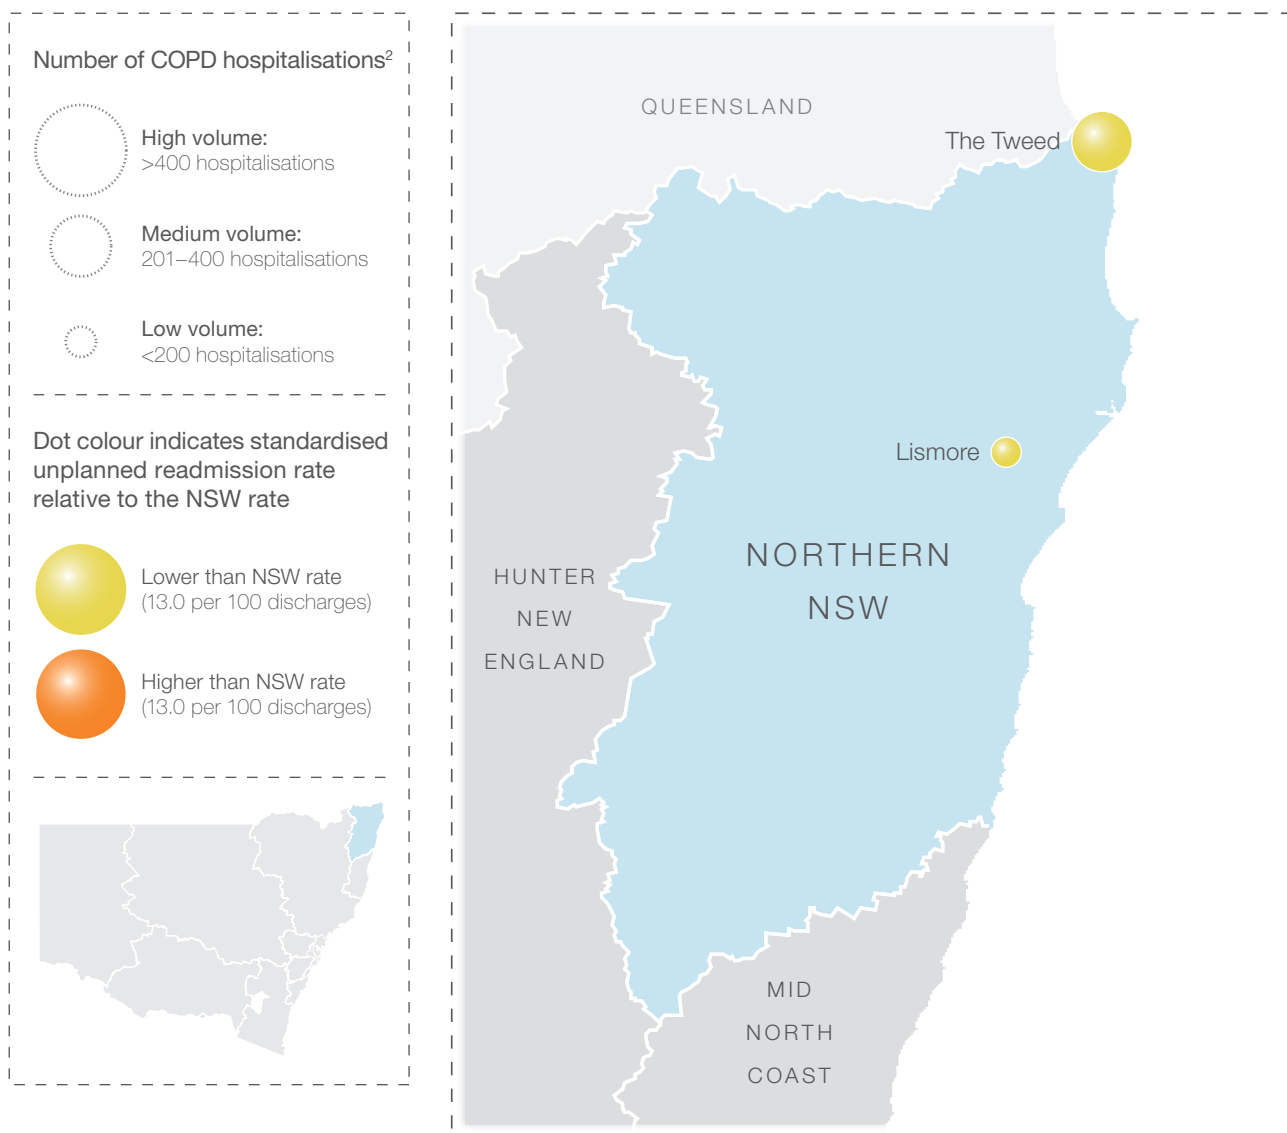 Number of COPD hospitalisations²
High volume:
>400 hospitalisations
Medium volume:
201–400 hospitalisations
Low volume:
<200 hospitalisations
Dot colour indicates standardised
unplanned readmission rate
relative to the NSW rate
Lower than NSW rate
(13.0 per 100 discharges)
Higher than NSW rate
(13.0 per 100 discharges)
QUEENSLAND
The Tweed
Lismore
NORTHERN
NSW
HUNTER
NEW
ENGLAND
MID
NORTH
COAST